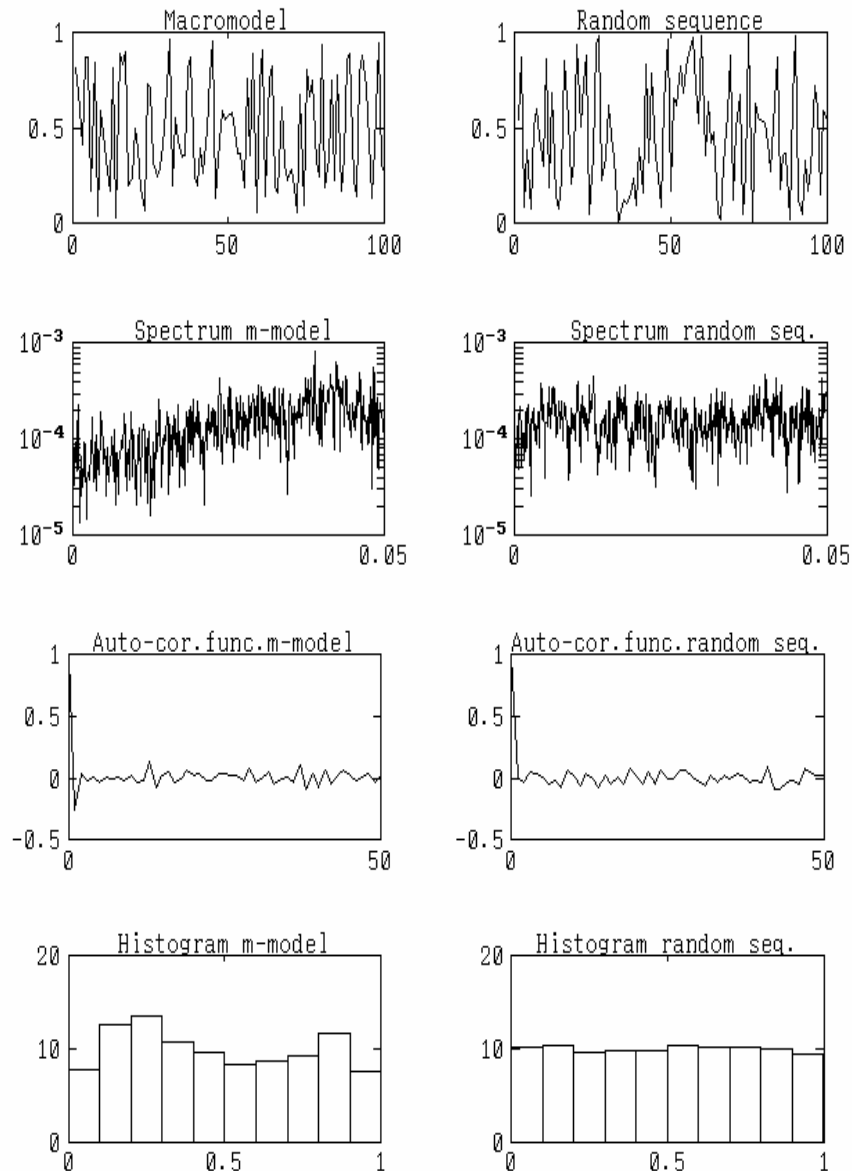 Macromodel
1
0.5
0
0 50 100
Random sequence
1
0.5
0
0 50 100
Spectrum m-model
10-3
10-4
10-5
0 0.05
Spectrum random seq.
10-3
10-4
10-5
0 0.05
Auto-cor.func.m-model
1
0.5
0
-0.5
0 50
Auto-cor.func.random seq.
1
0.5
0
-0.5
0 50
Histogram m-model
20
10
0
0 0.5 1
Histogram random seq.
20
10
0
0 0.5 1